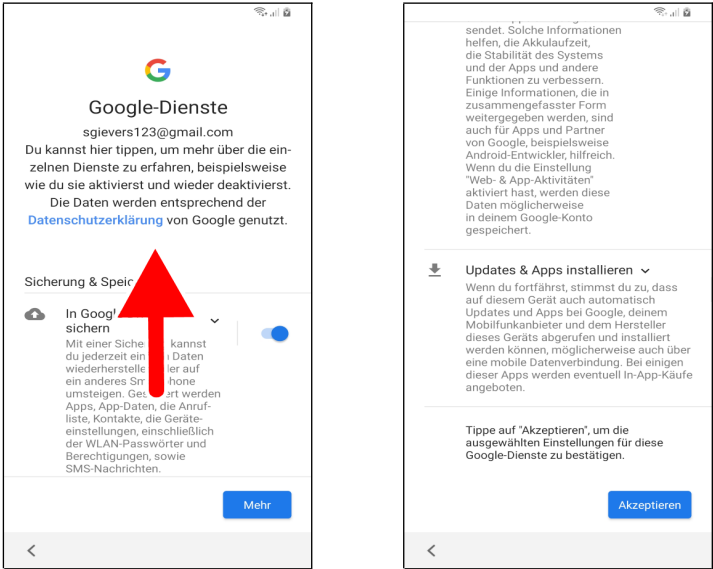 Google-Dienste
sgievers123@gmail.com
Du kannst hier tippen, um mehr über die ein-
zelnen Dienste zu erfahren, beispielsweise
wie du sie aktivierst und wieder deaktivierst.
Die Daten werden entsprechend der
Datenschutzerklärung von Google genutzt.
Sicherung &
In
sichern
Mit einer kannst
du jederzeit Daten
auf
ein anderes
umsteigen. werden
Apps, App-Daten, die Anruf-
liste, Kontakte, die Geräte-
einstellungen, einschließlich
der WLAN-Passwörter und
Berechtigungen, sowie
SMS-Nachrichten.
Mehr
sendet. Solche Informationen
helfen, die Akkulaufzeit,
die Stabilität des Systems
und der Apps und andere
Funktionen zu verbessern.
Einige Informationen, die in
zusammengefasster Form
weitergegeben werden, sind
auch für Apps und Partner
von Google, beispielsweise
Android-Entwickler, hilfreich.
Wenn du die Einstellung
"Web- & App-Aktivitäten"
aktiviert hast, werden diese
Daten möglicherweise
in deinem Google-Konto
gespeichert.
Updates & Apps installieren
Wenn du fortfährst, stimmst du zu, dass
auf diesem Gerät auch automatisch
Updates und Apps bei Google, deinem
Mobilfunkanbieter und dem Hersteller
dieses Geräts abgerufen und installiert
werden können, möglicherweise auch über
eine mobile Datenverbindung. Bei einigen
dieser Apps werden eventuell In-App-Käufe
angeboten.
Tippe auf "Akzeptieren", um die
ausgewählten Einstellungen für diese
Google-Dienste zu bestätigen.
Akzeptieren